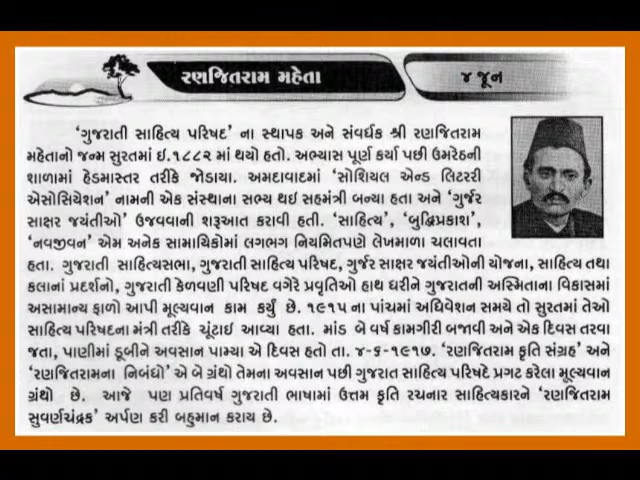 રણજિતરામ મહેતા
૪ જૂન
‘ગુજરાતી સાહિત્ય પરિષદ’ ના સ્થાપક અને સંવર્ધક શ્રી રણજિતરામ
મહેતાનો જન્મ સુરતમાં ઇ.૧૮૮૨ માં થયો હતો. અભ્યાસ પૂર્ણ કર્યા પછી ઉમરેઠની
શાળામાં હેડમાસ્તર તરીકે જોડાયા. અમદાવાદમાં ‘સોશિયલ એન્ડ લિટરરી
એસોસિયેશન’ નામની એક સંસ્થાના સભ્ય થઇ સહમંત્રી બન્યા હતા અને ‘ગુર્જર
સાક્ષર જયંતીઓ’ ઉજવવાની શરૂઆત કરાવી હતી. ‘સાહિત્ય’, ‘બુદ્ધિપ્રકાશ’,
‘નવજીવન’ એમ અનેક સામાયિકોમાં લગભગ નિયમિતપણે લેખમાળા ચલાવતા
હતા. ગુજરાતી સાહિત્યસભા, ગુજરાતી સાહિત્ય પરિષદ, ગુર્જર સાક્ષર જયંતીઓની યોજના, સાહિત્ય તથા
કલાનાં પ્રદર્શનો, ગુજરાતી કેળવણી પરિષદ વગેરે પ્રવૃતિઓ હાથ ધરીને ગુજરાતની અસ્મિતાના વિકાસમાં
અસામાન્ય ફાળો આપી મૂલ્યવાન કામ કર્યું છે. ૧૯૧૫ ના પાંચમાં અધિવેશન સમયે તો સુરતમાં તેઓ
સાહિત્ય પરિષદના મંત્રી તરીકે ચૂંટાઇ આવ્યા હતા. માંડ બે વર્ષ કામગીરી બજાવી અને એક દિવસ તરવા
જતા, પાણીમાં ડૂબીને અવસાન પામ્યા એ દિવસ હતો તા. ૪-૬-૧૯૧૭. ‘રણજિતરામ કૃતિ સંગ્રહ’ અને
‘રણજિતરામના નિબંધો’ એ બે ગ્રંથો તેમના અવસાન પછી ગુજરાત સાહિત્ય પરિષદે પ્રગટ કરેલા મૂલ્યવાન
ગ્રંથો છે. આજે પણ પ્રતિવર્ષ ગુજરાતી ભાષામાં ઉત્તમ કૃતિ રચનાર સાહિત્યકારને ‘રણજિતરામ
સુવર્ણચંદ્રક’ અર્પણ કરી બહુમાન કરાય છે.